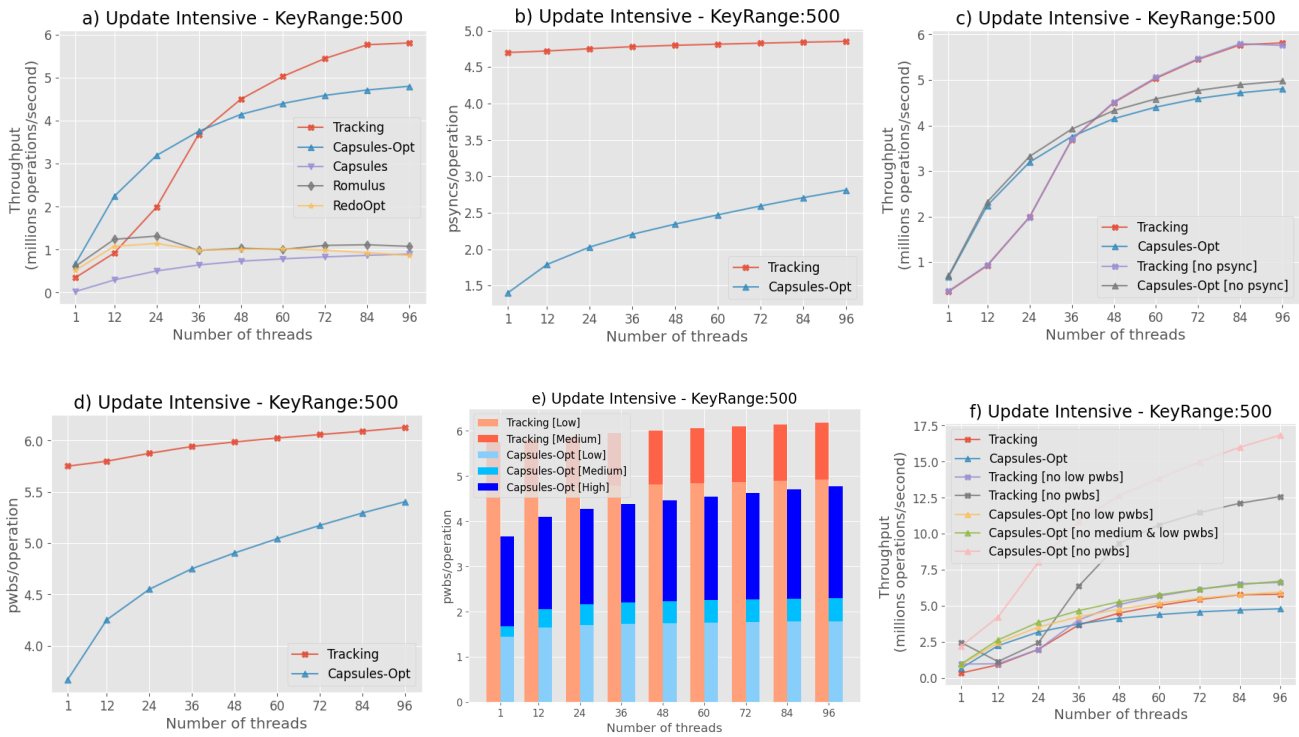 a) Update Intensive - KeyRange:500
6
5
4
3
2
1
0
Throughput
(millions operations/second)
Tracking
Capsules-Opt
Capsules
Romulus
RedoOpt
1 12 24 36 48 60 72 84 96
Number of threads
b) Update Intensive - KeyRange:500
5.0
4.5
4.0
3.5
3.0
2.5
2.0
1.5
psyncs/operation
Tracking
Capsules-Opt
1 12 24 36 48 60 72 84 96
Number of threads
c) Update Intensive - KeyRange:500
6
5
4
3
2
1
Throughput
(millions operations/second)
Tracking
Capsules-Opt
Tracking [no psync]
Capsules-Opt [no psync]
1 12 24 36 48 60 72 84 96
Number of threads
d) Update Intensive - KeyRange:500
6.0
5.5
5.0
4.5
4.0
pwbs/operation
Tracking
Capsules-Opt
1 12 24 36 48 60 72 84 96
Number of threads
e) Update Intensive - KeyRange:500
6
5
4
3
2
1
0
pwbs/operation
Tracking [Low]
Tracking [Medium]
Capsules-Opt [Low]
Capsules-Opt [Medium]
Capsules-Opt [High]
1 12 24 36 48 60 72 84 96
Number of threads
f) Update Intensive - KeyRange:500
17.5
15.0
12.5
10.0
7.5
5.0
2.5
0.0
Throughput
(millions operations/second)
Tracking
Capsules-Opt
Tracking [no low pwbs]
Tracking [no pwbs]
Capsules-Opt [no low pwbs]
Capsules-Opt [no medium & low pwbs]
Capsules-Opt [no pwbs]
1 12 24 36 48 60 72 84 96
Number of threads